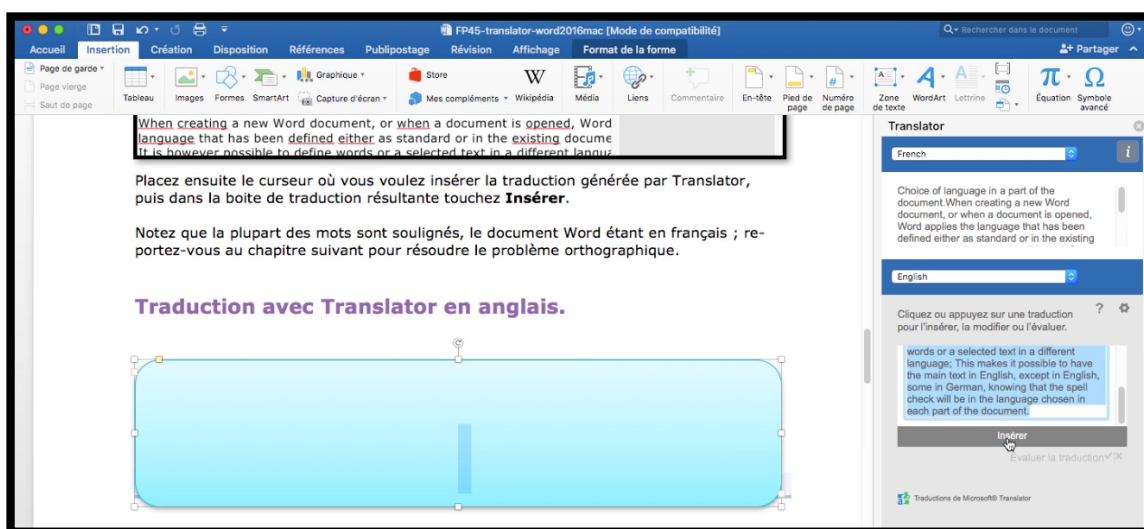 FP45-translator-word2016mac [Mode de compatibilité]
Rechercher dans le document
Accueil Insertion Création Disposition Références Publipostage Révision Affichage Format de la forme Partager
Page de garde
Page vierge
Saut de page
Tableau
Images Formes SmartArt
Graphique
Capture d'écran
Store
Mes compléments
W
Wikipédia
Média
Liens
Commentaire
En-tête
Pied de page
#
Numéro de page
A
Zone de texte
A
WordArt
A
Lettrine
π
Équation
Ω
Symbole avancé
When creating a new Word document, or when a document is opened, Word
language that has been defined either as standard or in the existing docume
It is however possible to define words or a selected text in a different langua
Placez ensuite le curseur où vous voulez insérer la traduction générée par Translator,
puis dans la boite de traduction résultante touchez Insérer.
Notez que la plupart des mots sont soulignés, le document Word étant en français ; re-
portez-vous au chapitre suivant pour résoudre le problème orthographique.
Traduction avec Translator en anglais.
Translator
French
i
Choice of language in a part of the
document.When creating a new Word
document, or when a document is opened,
Word applies the language that has been
defined either as standard or in the existing
English
Cliquez ou appuyez sur une traduction
pour l'insérer, la modifier ou l'évaluer.
?
words or a selected text in a different
language; This makes it possible to have
the main text in English, except in English,
some in German, knowing that the spell
check will be in the language chosen in
each part of the document.
Insérer
Évaluer la traduction
Traductions de Microsoft® Translator